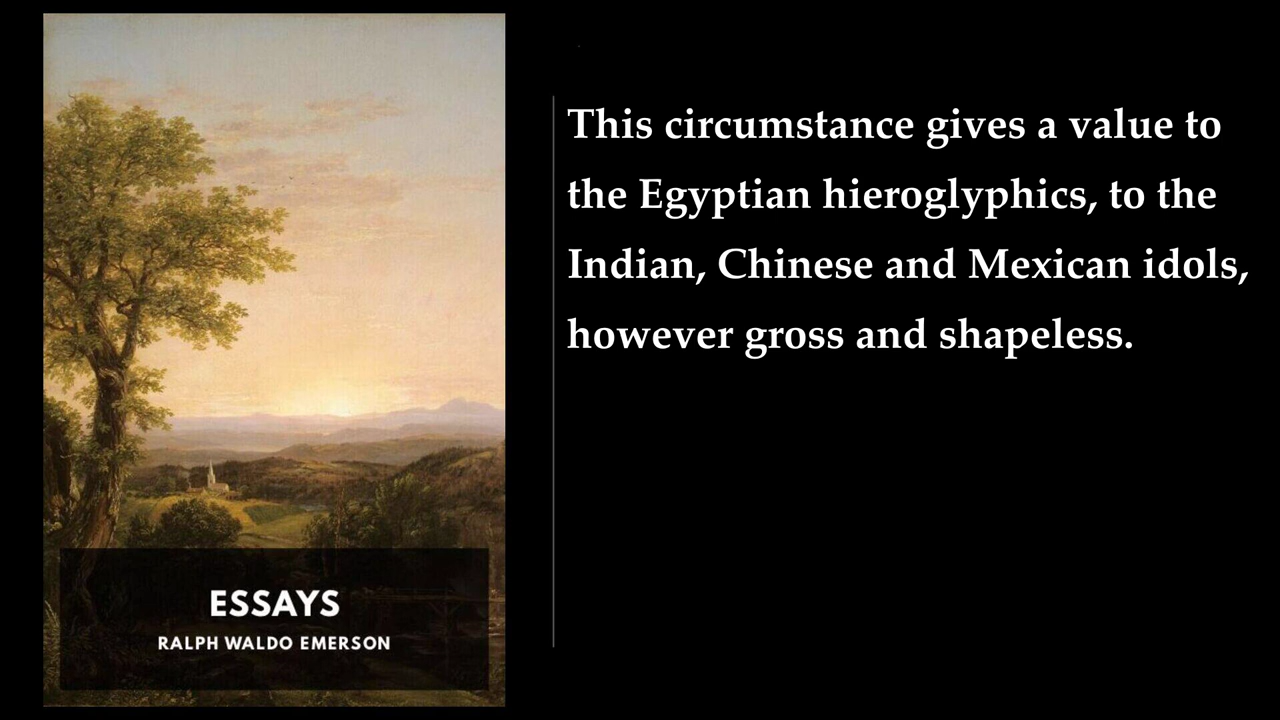 This circumstance gives a value to
the Egyptian hieroglyphics, to the
Indian, Chinese and Mexican idols,
however gross and shapeless.
ESSAYS
RALPH WALDO EMERSON